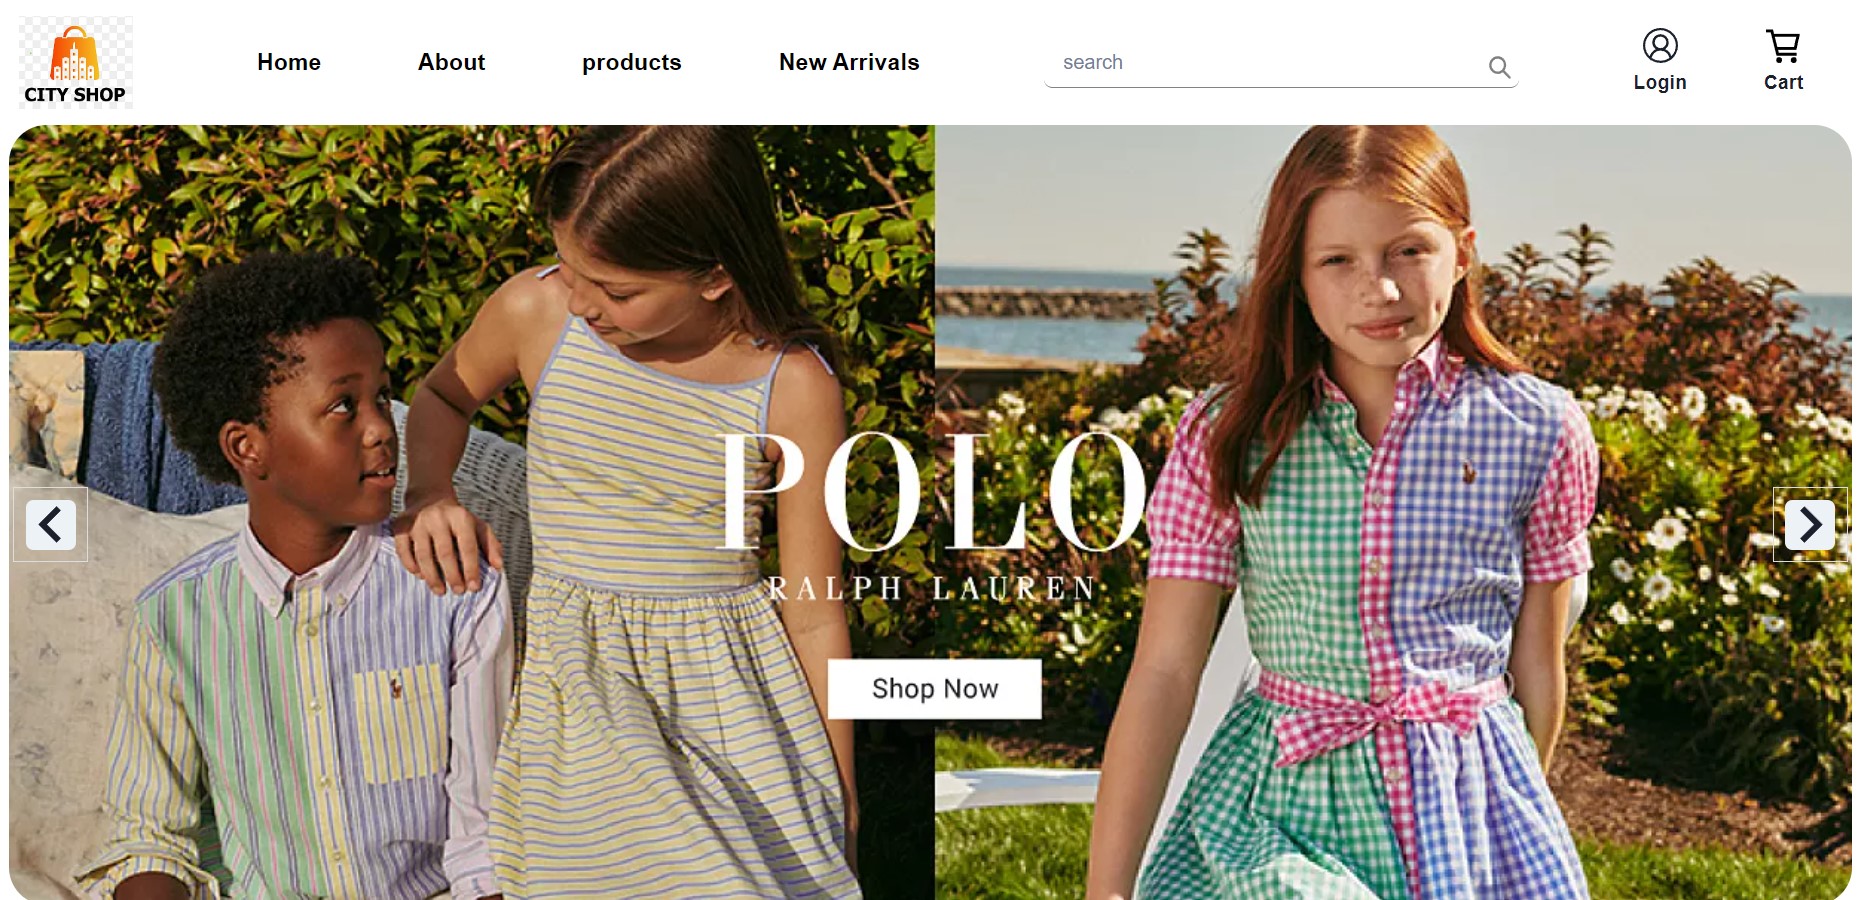 CITY SHOP
Home
About
products
New Arrivals
search
Login
Cart
POLO
RALPH LAUREN
Shop Now